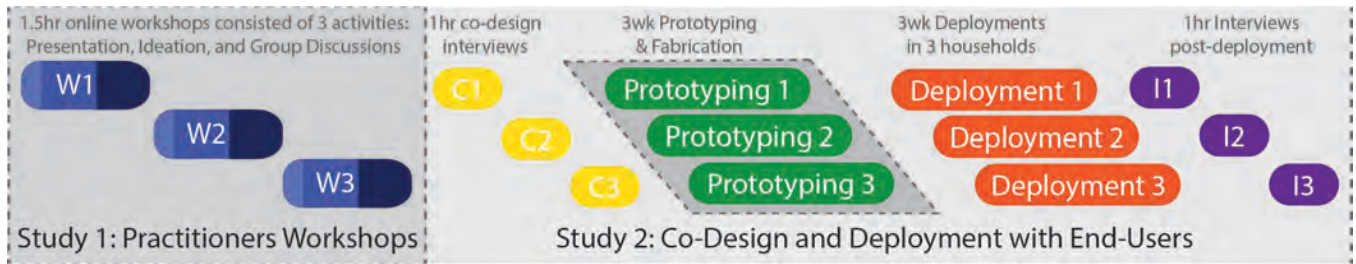 1.5hr online workshops consisted of 3 activities:
Presentation, Ideation, and Group Discussions
W1
W2
W3
Study 1: Practitioners Workshops
1hr co-design
interviews
C1
C2
C3
3wk Prototyping
& Fabrication
Prototyping 1
Prototyping 2
Prototyping 3
3wk Deployments
in 3 households
Deployment 1
Deployment 2
Deployment 3
1hr Interviews
post-deployment
I1
I2
I3
Study 2: Co-Design and Deployment with End-Users